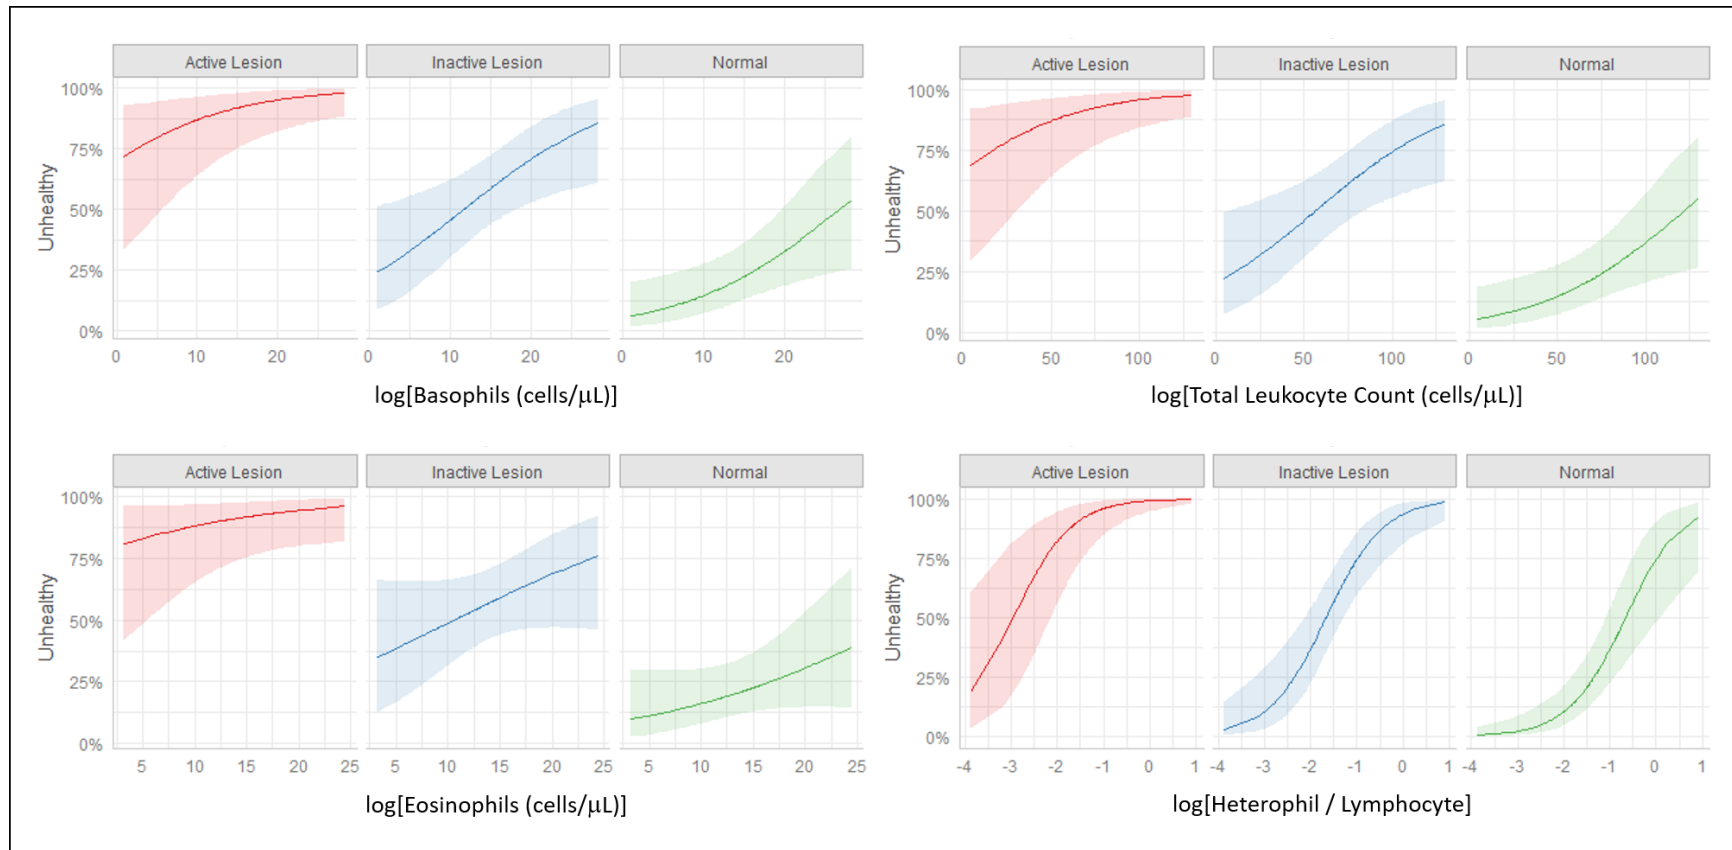 Active Lesion Inactive Lesion Normal
100%
75%
50%
25%
0%
Unhealthy
0 10 20 0 10 20 0 10 20
log[Basophils (cells/μL)]
Active Lesion Inactive Lesion Normal
100%
75%
50%
25%
0%
Unhealthy
0 50 100 0 50 100 0 50 100
log[Total Leukocyte Count (cells/μL)]
Active Lesion Inactive Lesion Normal
100%
75%
50%
25%
0%
Unhealthy
5 10 15 20 25 5 10 15 20 25 5 10 15 20 25
log[Eosinophils (cells/μL)]
Active Lesion Inactive Lesion Normal
100%
75%
50%
25%
0%
Unhealthy
-4 -3 -2 -1 0 1 -4 -3 -2 -1 0 1 -4 -3 -2 -1 0 1
log[Heterophil / Lymphocyte]